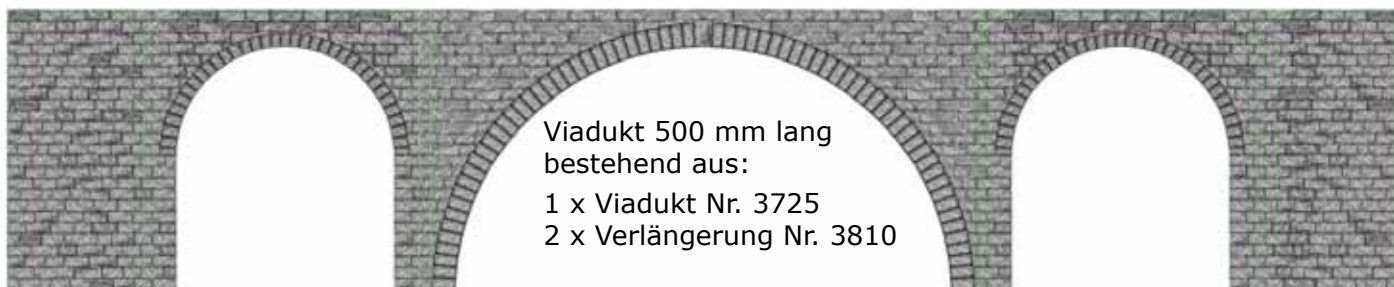 Viadukt 500 mm lang
bestehend aus:
1 x Viadukt Nr. 3725
2 x Verlängerung Nr. 3810